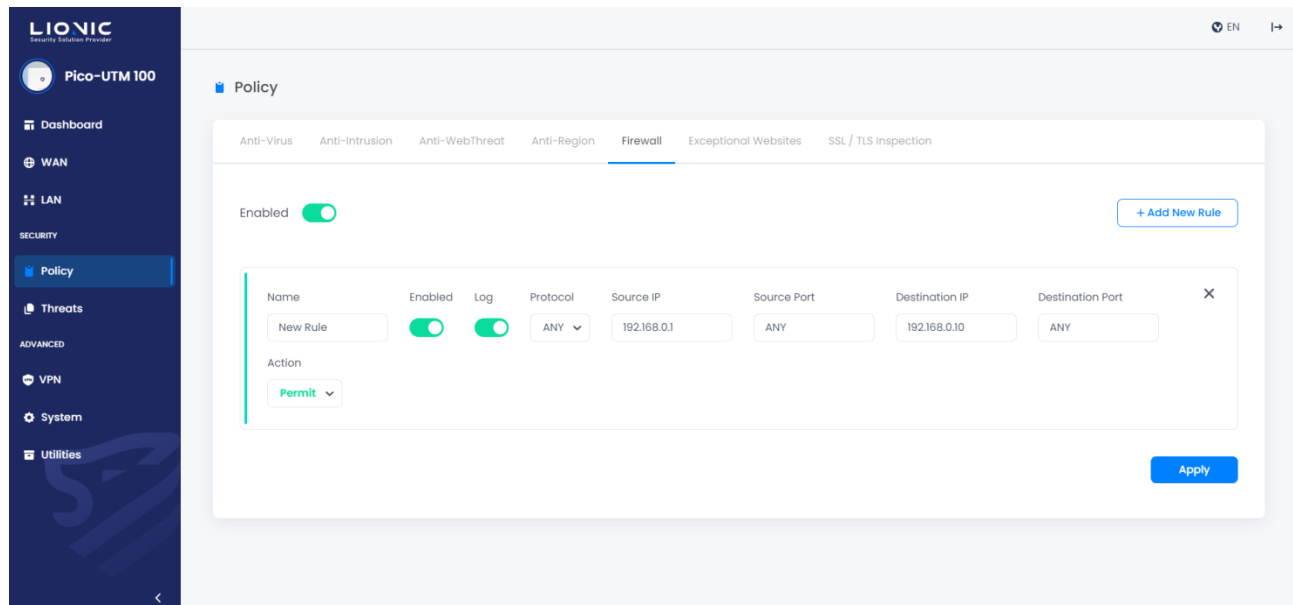 LIONIC
Security Solution Provider
EN
Pico-UTM 100
Dashboard
WAN
LAN
SECURITY
Policy
Threats
ADVANCED
VPN
System
Utilities
Policy
Anti-Virus Anti-Intrusion Anti-WebThreat Anti-Region Firewall Exceptional Websites SSL / TLS Inspection
Enabled
+ Add New Rule
Name Enabled Log Protocol Source IP Source Port Destination IP Destination Port
New Rule ANY 192.168.0.1 ANY 192.168.0.10 ANY
Action
Permit
Apply